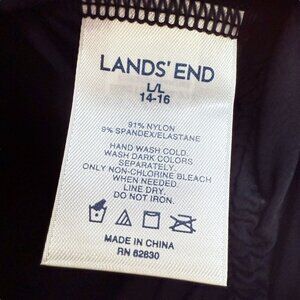 LANDS' END
L/L
14-16
91% NYLON
9% SPANDEX/ELASTANE
HAND WASH COLD.
WASH DARK COLORS
SEPARATELY.
ONLY NON-CHLORINE BLEACH
WHEN NEEDED.
LINE DRY.
DO NOT IRON.
MADE IN CHINA
RN 62830